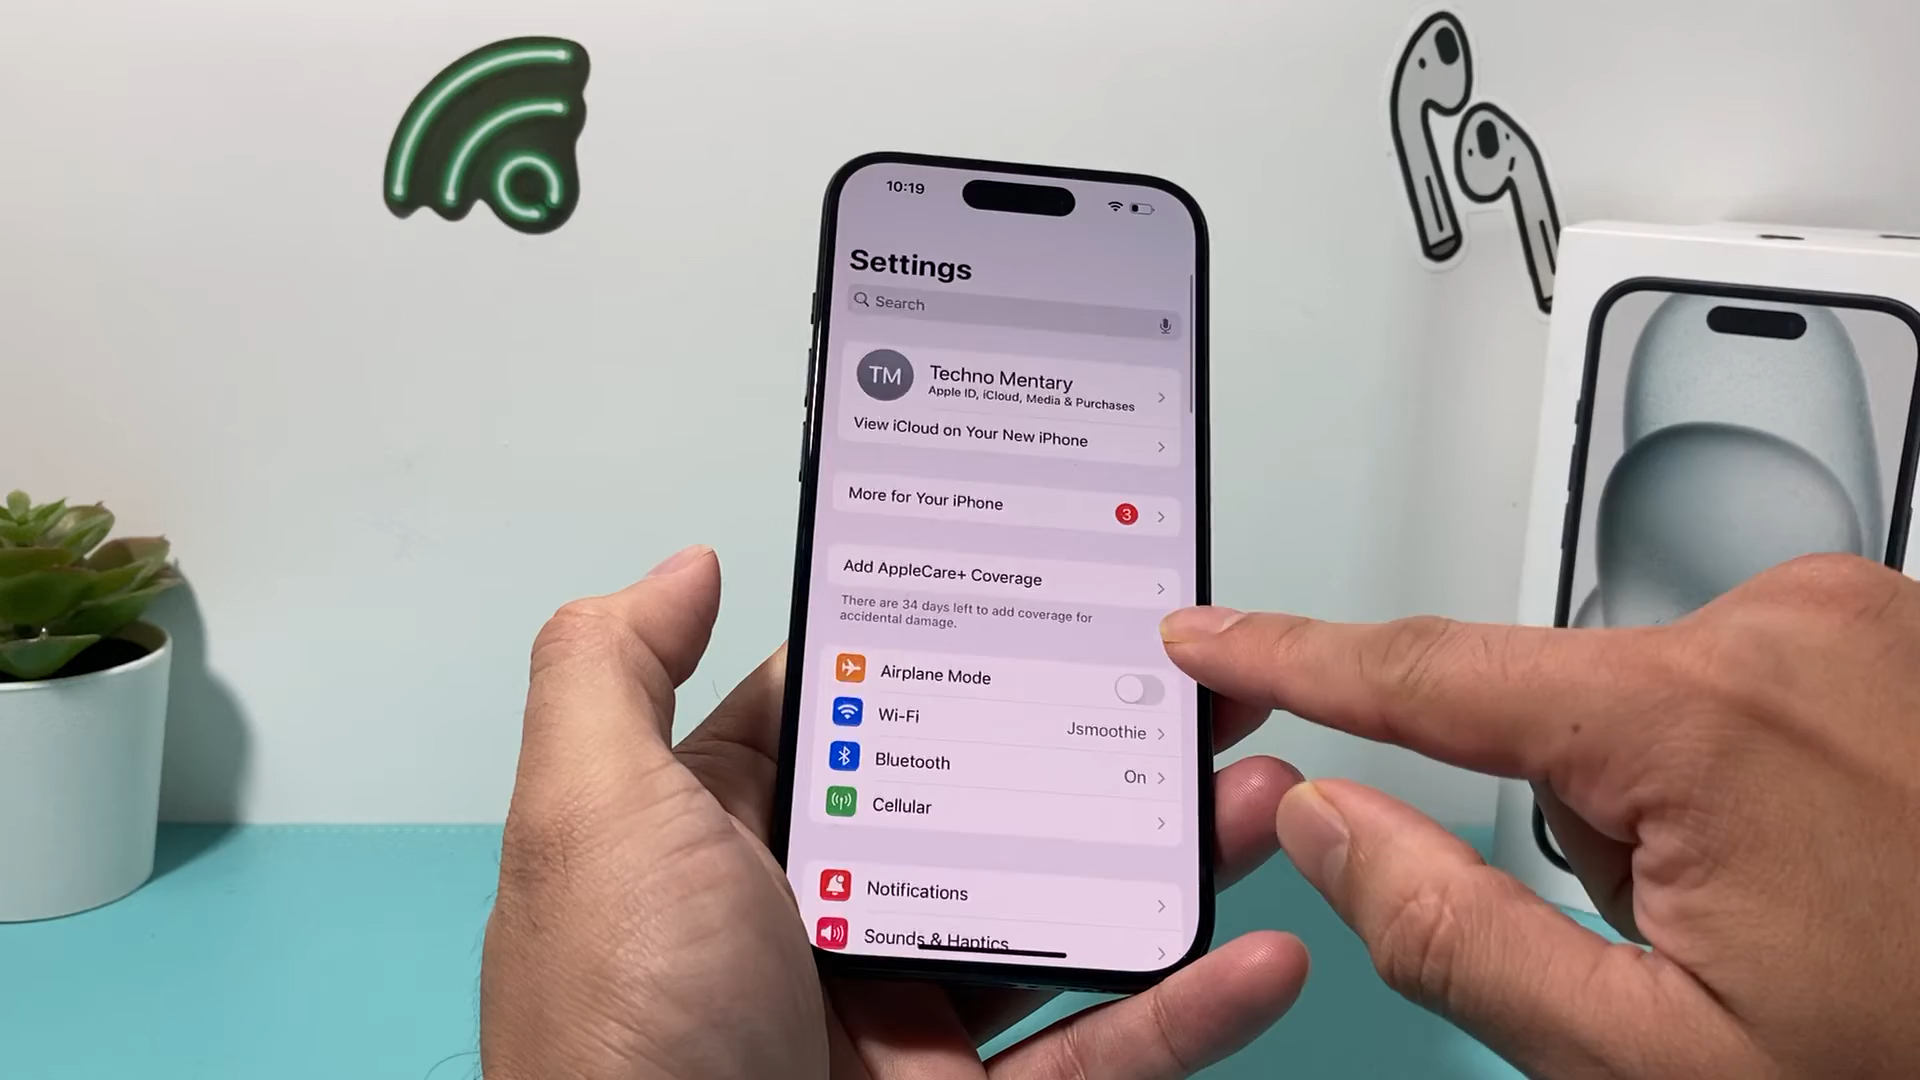 10:19
Settings
Search
TM
Techno Mentary
Apple ID, iCloud, Media & Purchases
View iCloud on Your New iPhone
More for Your iPhone
3
Add AppleCare+ Coverage
There are 34 days left to add coverage for
accidental damage.
Airplane Mode
Wi-Fi
Jsmoothie
Bluetooth
On
Cellular
Notifications
Sounds & Haptics